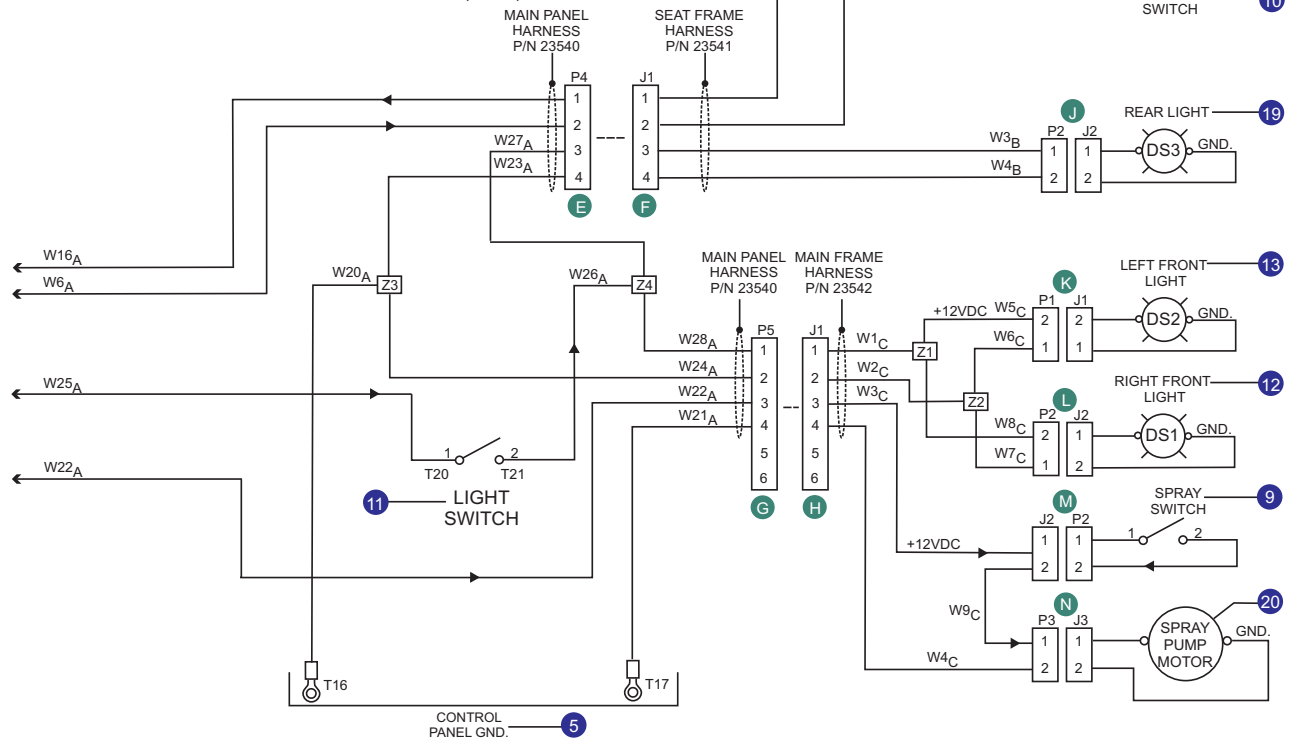 SWITCH
10
MAIN PANEL
HARNESS
P/N 23540
SEAT FRAME
HARNESS
P/N 23541
P4
1
2
3
4
E
J1
1
2
3
4
F
W27A
W23A
W3B
W4B
J
P2
1
2
J2
1
2
REAR LIGHT
19
DS3
GND.
W16A
W6A
W20A
Z3
W26A
Z4
MAIN PANEL
HARNESS
P/N 23540
MAIN FRAME
HARNESS
P/N 23542
W28A
W24A
W22A
W21A
P5
1
2
3
4
5
6
G
J1
1
2
3
4
5
6
H
W1C
W2C
W3C
Z1
Z2
+12VDC
W5C
W6C
W8C
W7C
K
P1
2
1
J1
2
1
LEFT FRONT
LIGHT
13
DS2
GND.
L
P2
2
1
J2
1
2
RIGHT FRONT
LIGHT
12
DS1
GND.
W25A
1
2
T20
T21
11
LIGHT
SWITCH
W22A
M
J2
1
2
P2
1
2
SPRAY
SWITCH
9
1
2
+12VDC
W9C
W4C
N
P3
1
2
J3
1
2
SPRAY
PUMP
MOTOR
20
GND.
T16
T17
CONTROL
PANEL GND.
5